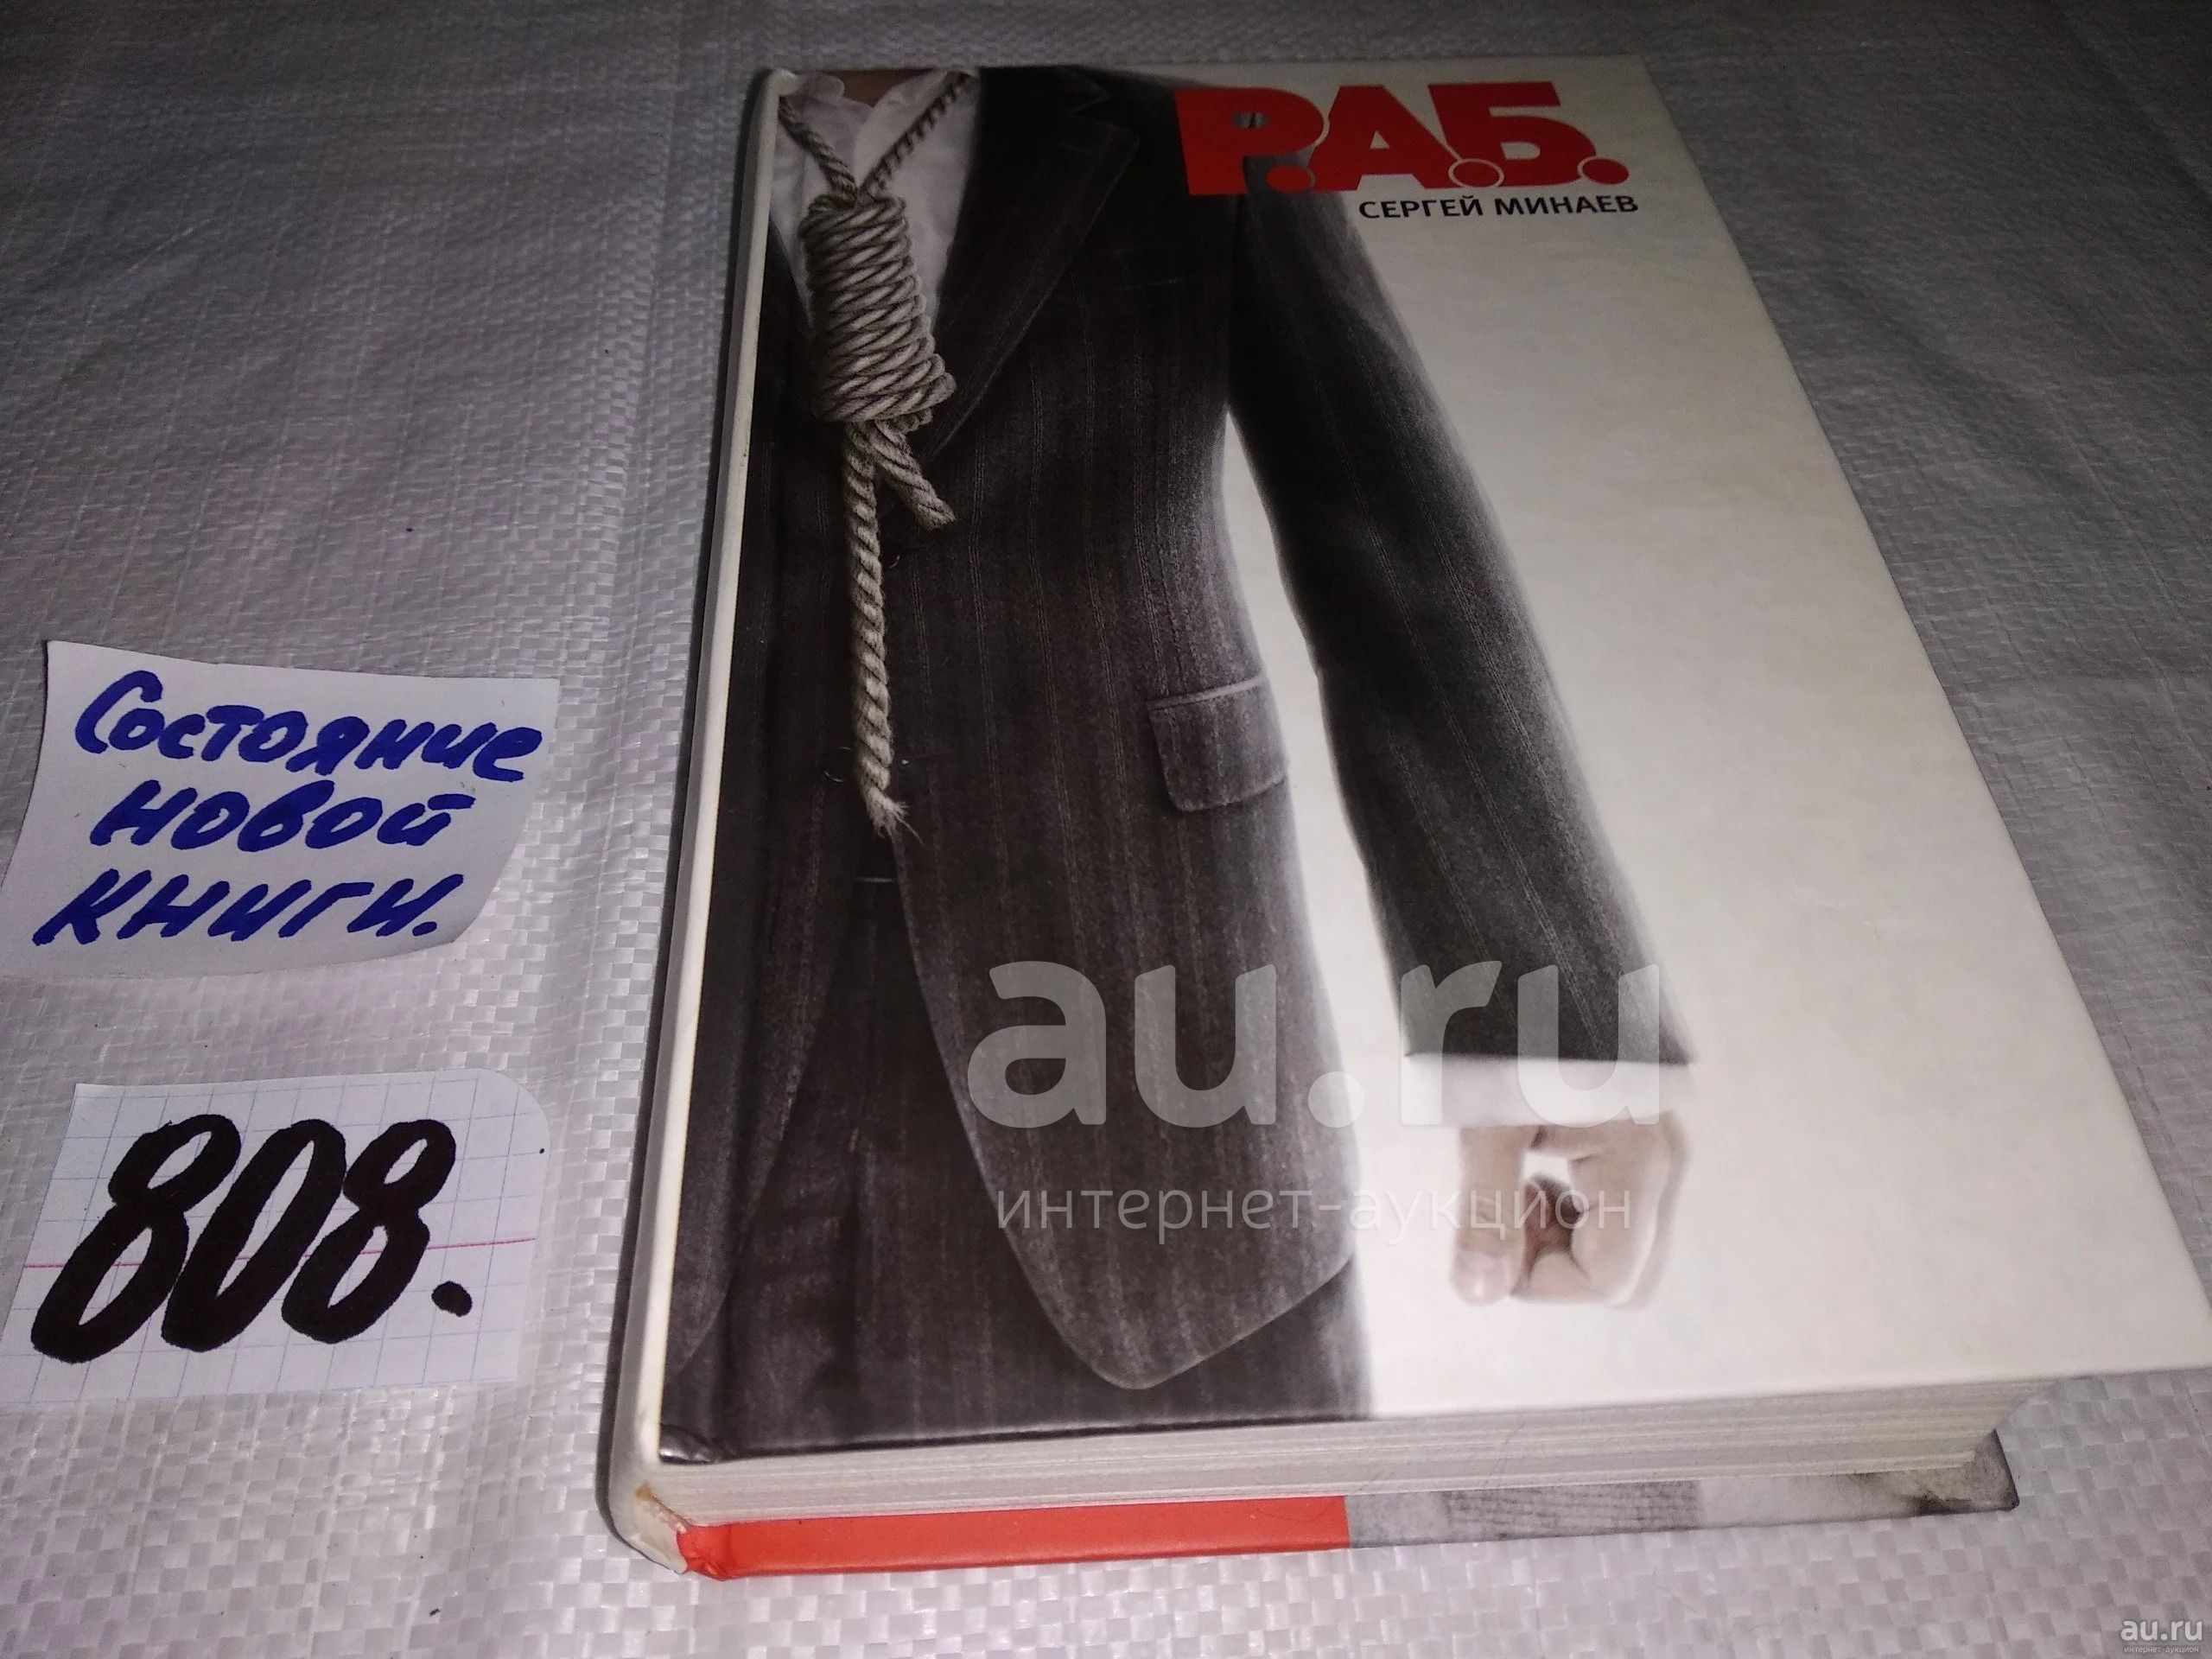 Р.А.Б.
СЕРГЕЙ МИНАЕВ
Состояние
новой
книги.
808.
au.ru
интернет-аукцион
au.ru
интернет-аукцион